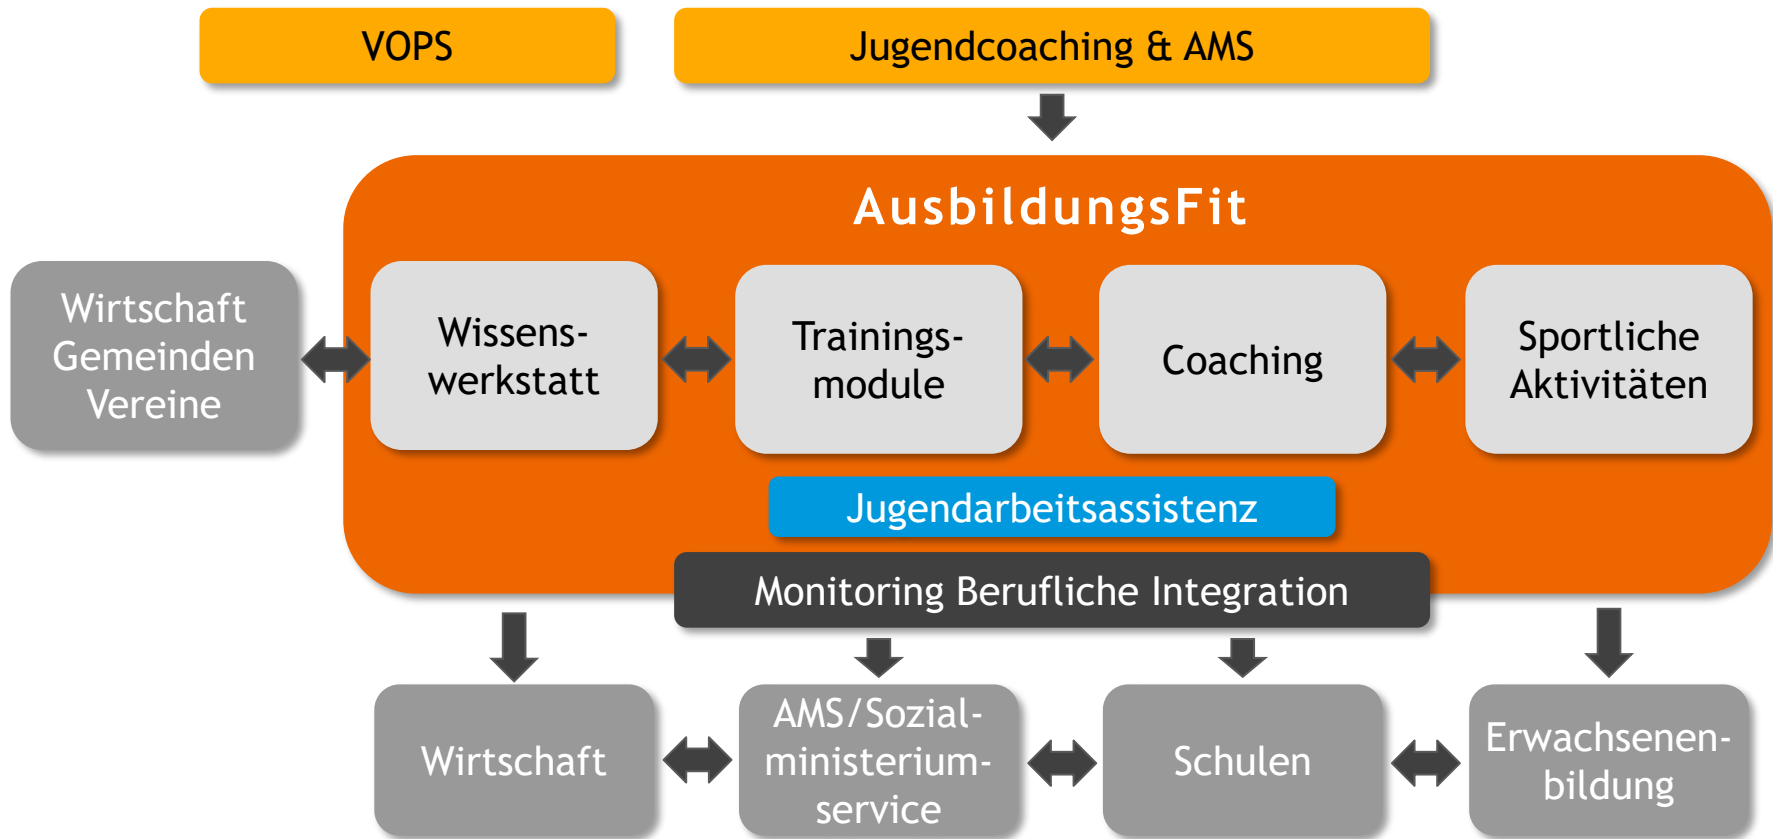 VOPS
Jugendcoaching & AMS
AusbildungsFit
Wirtschaft
Gemeinden
Vereine
Wissens-
werkstatt
Trainings-
module
Coaching
Sportliche
Aktivitäten
Jugendarbeitsassistenz
Monitoring Berufliche Integration
Wirtschaft
AMS/Sozial-
ministerium-
service
Schulen
Erwachsenen-
bildung